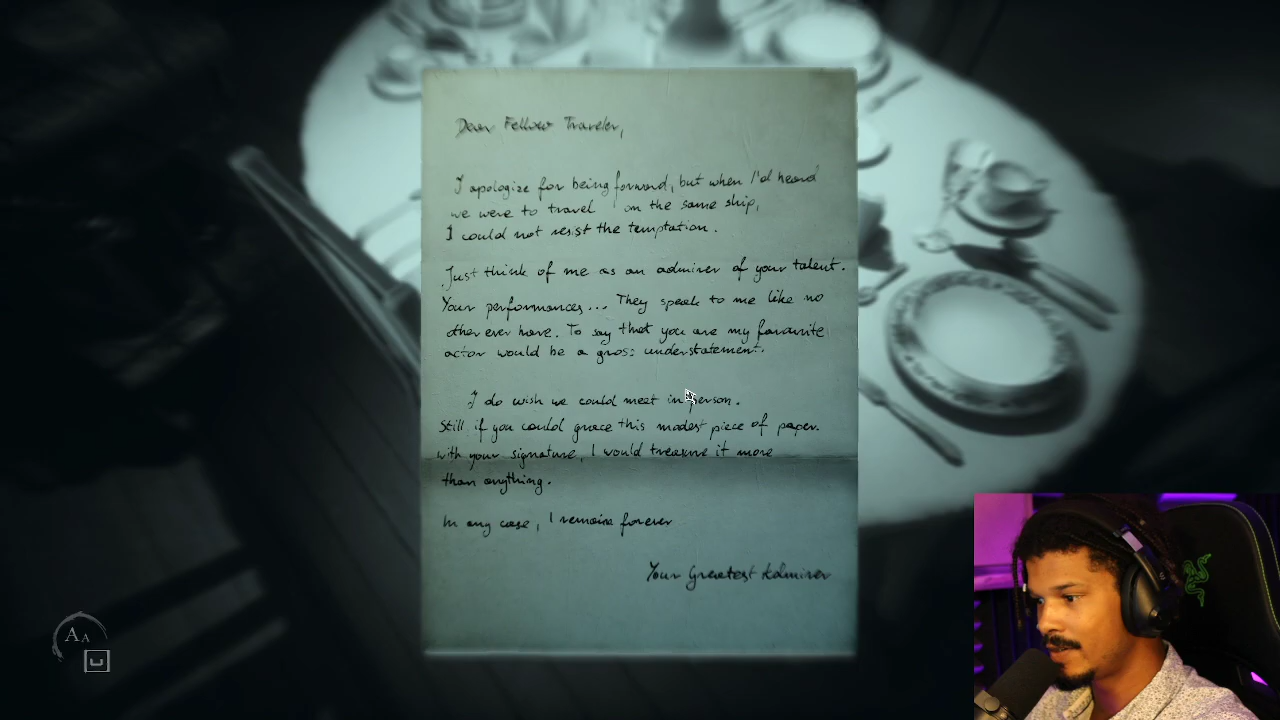 Dear Fellow Traveler,
I apologize for being forward, but when I'd heard
we were to travel on the same ship,
I could not resist the temptation.
Just think of me as an admirer of your talent.
Your performances... They speak to me like no
other ever have. To say that you are my favourite
actor would be a gross understatement.
I do wish we could meet in person.
Still if you could grace this modest piece of paper.
with your signature, I would treasure it more
than anything.
In any case, I remain forever
Your Greatest Admirer
AA